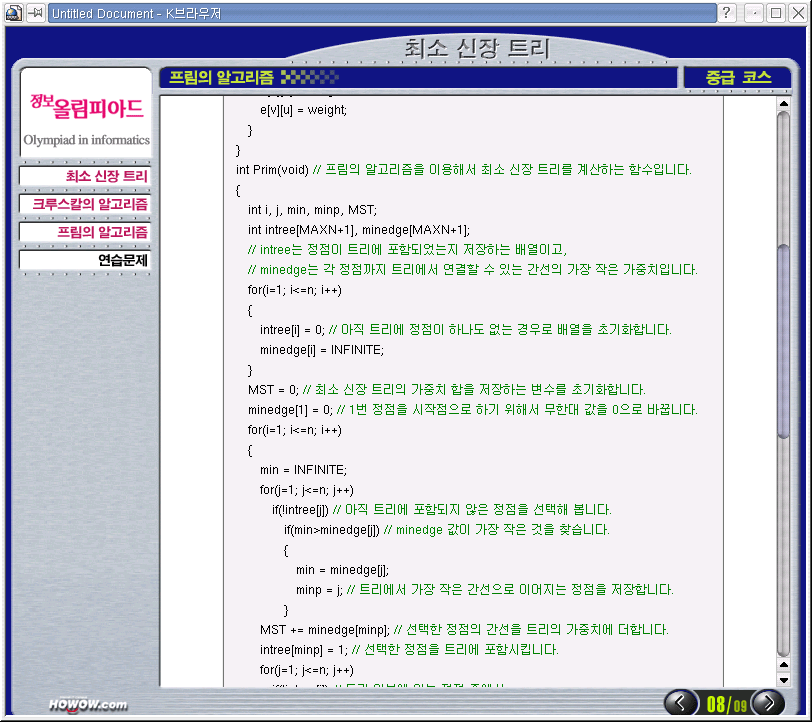 Untitled Document - K브라우저
최소 신장 트리
프림의 알고리즘
중급 코스
정보올림피아드
Olympiad in informatics
최소 신장 트리
크루스칼의 알고리즘
프림의 알고리즘
연습문제
e[v][u] = weight;
}
}
int Prim(void) // 프림의 알고리즘을 이용해서 최소 신장 트리를 계산하는 함수입니다.
{
int i, j, min, minp, MST;
int intree[MAXN+1], minedge[MAXN+1];
// intree는 정점이 트리에 포함되었는지 저장하는 배열이고,
// minedge는 각 정점까지 트리에서 연결할 수 있는 간선의 가장 작은 가중치입니다.
for(i=1; i<=n; i++)
{
intree[i] = 0; // 아직 트리에 정점이 하나도 없는 경우로 배열을 초기화합니다.
minedge[i] = INFINITE;
}
MST = 0; // 최소 신장 트리의 가중치 합을 저장하는 변수를 초기화합니다.
minedge[1] = 0; // 1번 정점을 시작점으로 하기 위해서 무한대 값을 0으로 바꿉니다.
for(i=1; i<=n; i++)
{
min = INFINITE;
for(j=1; j<=n; j++)
if(!intree[j]) // 아직 트리에 포함되지 않은 정점을 선택해 봅니다.
if(min>minedge[j]) // minedge 값이 가장 작은 것을 찾습니다.
{
min = minedge[j];
minp = j; // 트리에서 가장 작은 간선으로 이어지는 정점을 저장합니다.
}
MST += minedge[minp]; // 선택한 정점의 간선을 트리의 가중치에 더합니다.
intree[minp] = 1; // 선택한 정점을 트리에 포함시킵니다.
for(j=1; j<=n; j++)
HOWOW.com
08/09